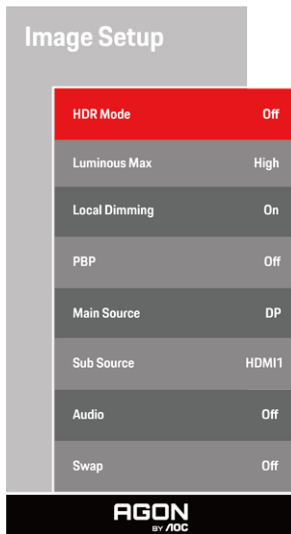 Image Setup
HDR Mode Off
Luminous Max High
Local Dimming On
PBP Off
Main Source DP
Sub Source HDMI1
Audio Off
Swap Off
AGON
BY AOC